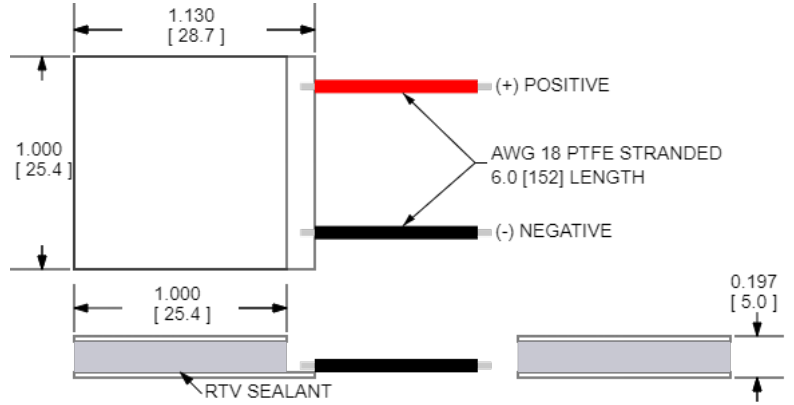 1.130
[ 28.7 ]
(+) POSITIVE
1.000
[ 25.4 ]
AWG 18 PTFE STRANDED
6.0 [152] LENGTH
(-) NEGATIVE
1.000
[ 25.4 ]
0.197
[ 5.0 ]
RTV SEALANT